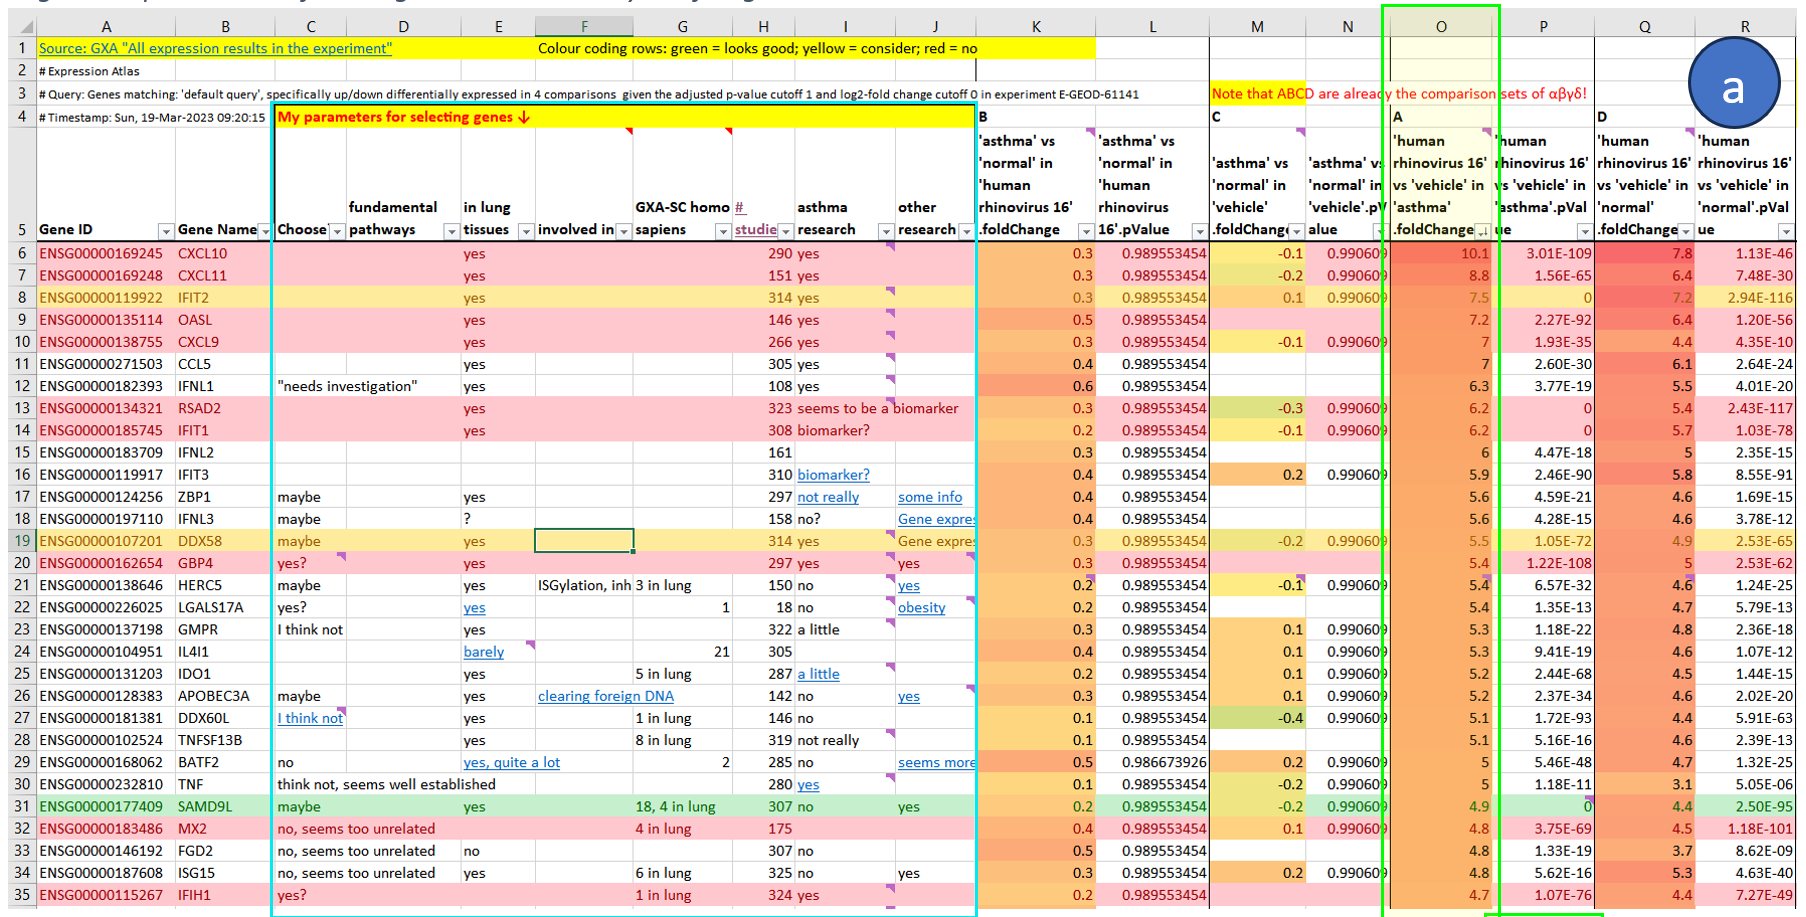 A B C D E F G H I J K L M N O P Q R
1 Source: GXA "All expression results in the experiment" Colour coding rows: green = looks good; yellow = consider; red = no
a
2 # Expression Atlas
3 # Query: Genes matching: 'default query', specifically up/down differentially expressed in 4 comparisons given the adjusted p-value cutoff 1 and log2-fold change cutoff 0 in experiment E-GEOD-61141 Note that ABCD are already the comparison sets of αβγδ!
4 # Timestamp: Sun, 19-Mar-2023 09:20:15 My parameters for selecting genes ↓ B C A D
5 Gene ID Gene Name Choose fundamental pathways in lung tissues involved in GXA-SC homo sapiens # studie asthma research other research 'asthma' vs 'normal' in 'human rhinovirus 16' .foldChange 'asthma' vs 'normal' in 'human rhinovirus 16'.pValue 'asthma' vs 'normal' in 'vehicle' .foldChange 'asthma' vs 'normal' in 'vehicle'.pValue 'human rhinovirus 16' vs 'vehicle' in 'asthma' .foldChange 'human rhinovirus 16' vs 'vehicle' in 'asthma'.pValue 'human rhinovirus 16' vs 'vehicle' in 'normal' .foldChange 'human rhinovirus 16' vs 'vehicle' in 'normal'.pValue
6 ENSG00000169245 CXCL10 yes 290 yes 0.3 0.989553454 -0.1 0.990609 10.1 3.01E-109 7.8 1.13E-46
7 ENSG00000169248 CXCL11 yes 151 yes 0.3 0.989553454 -0.2 0.990609 8.8 1.56E-65 6.4 7.48E-30
8 ENSG00000119922 IFIT2 yes 314 yes 0.3 0.989553454 0.1 0.990609 7.5 0 7.2 2.94E-116
9 ENSG00000135114 OASL yes 146 yes 0.5 0.989553454 7.2 2.27E-92 6.4 1.20E-56
10 ENSG00000138755 CXCL9 yes 266 yes 0.3 0.989553454 -0.1 0.990609 7 1.93E-35 4.4 4.35E-10
11 ENSG00000271503 CCL5 yes 305 yes 0.4 0.989553454 7 2.60E-30 6.1 2.64E-24
12 ENSG00000182393 IFNL1 "needs investigation" yes 108 yes 0.6 0.989553454 6.3 3.77E-19 5.5 4.01E-20
13 ENSG00000134321 RSAD2 yes 323 seems to be a biomarker 0.3 0.989553454 -0.3 0.990609 6.2 0 5.4 2.43E-117
14 ENSG00000185745 IFIT1 yes 308 biomarker? 0.2 0.989553454 -0.1 0.990609 6.2 0 5.7 1.03E-78
15 ENSG00000183709 IFNL2 161 0.3 0.989553454 6 4.47E-18 5 2.35E-15
16 ENSG00000119917 IFIT3 310 biomarker? 0.4 0.989553454 0.2 0.990609 5.9 2.46E-90 5.8 8.55E-91
17 ENSG00000124256 ZBP1 maybe yes 297 not really some info 0.4 0.989553454 5.6 4.59E-21 4.6 1.69E-15
18 ENSG00000197110 IFNL3 maybe ? 158 no? Gene expres 0.4 0.989553454 5.6 4.28E-15 4.6 3.78E-12
19 ENSG00000107201 DDX58 maybe yes 314 yes Gene expres 0.3 0.989553454 -0.2 0.990609 5.5 1.05E-72 4.9 2.53E-65
20 ENSG00000162654 GBP4 yes? yes 297 yes yes 0.3 0.989553454 5.4 1.22E-108 5 2.53E-62
21 ENSG00000138646 HERC5 maybe yes ISGylation, inh 3 in lung 150 no yes 0.2 0.989553454 -0.1 0.990609 5.4 6.57E-32 4.6 1.24E-25
22 ENSG00000226025 LGALS17A yes? yes 1 18 no obesity 0.2 0.989553454 5.4 1.35E-13 4.7 5.79E-13
23 ENSG00000137198 GMPR I think not yes 322 a little 0.3 0.989553454 0.1 0.990609 5.3 1.18E-22 4.8 2.36E-18
24 ENSG00000104951 IL4I1 barely 21 305 0.4 0.989553454 0.1 0.990609 5.3 9.41E-19 4.6 1.07E-12
25 ENSG00000131203 IDO1 yes 5 in lung 287 a little 0.2 0.989553454 0.1 0.990609 5.2 2.44E-68 4.5 1.44E-15
26 ENSG00000128383 APOBEC3A maybe yes clearing foreign DNA 142 no yes 0.3 0.989553454 0.1 0.990609 5.2 2.37E-34 4.6 2.02E-20
27 ENSG00000181381 DDX60L I think not yes 1 in lung 146 no 0.1 0.989553454 -0.4 0.990609 5.1 1.72E-93 4.4 5.91E-63
28 ENSG00000102524 TNFSF13B yes 8 in lung 319 not really 0.1 0.989553454 5.1 5.16E-16 4.6 2.39E-13
29 ENSG00000168062 BATF2 no yes, quite a lot 2 285 no seems more 0.5 0.986673926 0.2 0.990609 5 5.46E-48 4.7 1.32E-25
30 ENSG00000232810 TNF think not, seems well established 280 yes 0.1 0.989553454 -0.2 0.990609 5 1.18E-11 3.1 5.05E-06
31 ENSG00000177409 SAMD9L maybe yes 18, 4 in lung 307 no yes 0.2 0.989553454 -0.2 0.990609 4.9 0 4.4 2.50E-95
32 ENSG00000183486 MX2 no, seems too unrelated 4 in lung 175 0.4 0.989553454 0.1 0.990609 4.8 3.75E-69 4.5 1.18E-101
33 ENSG00000146192 FGD2 no, seems too unrelated no 307 no 0.5 0.989553454 4.8 1.33E-19 3.7 8.62E-09
34 ENSG00000187608 ISG15 no, seems too unrelated yes 6 in lung 325 no yes 0.3 0.989553454 0.2 0.990609 4.8 5.62E-16 5.3 4.63E-40
35 ENSG00000115267 IFIH1 yes? 1 in lung 324 yes 0.2 0.989553454 4.7 1.07E-76 4.4 7.27E-49